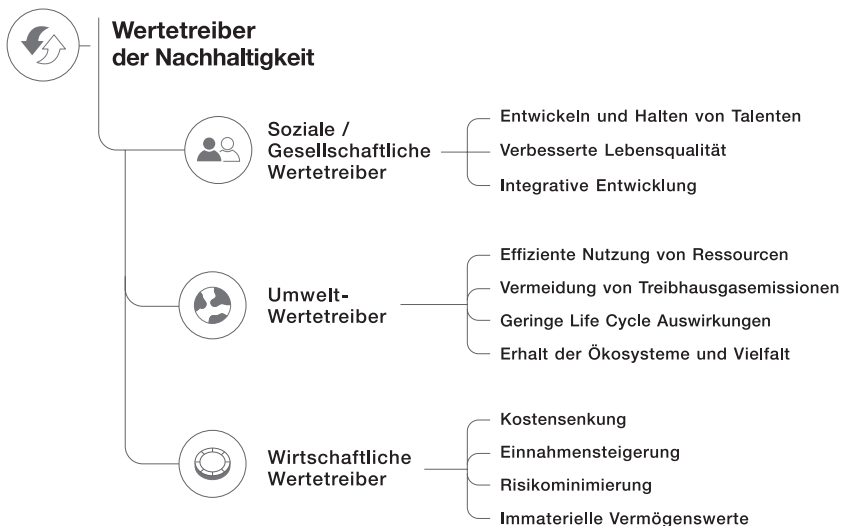 Wertetreiber
der Nachhaltigkeit
Soziale /
Gesellschaftliche
Wertetreiber
Entwickeln und Halten von Talenten
Verbesserte Lebensqualität
Integrative Entwicklung
Umwelt-
Wertetreiber
Effiziente Nutzung von Ressourcen
Vermeidung von Treibhausgasemissionen
Geringe Life Cycle Auswirkungen
Erhalt der Ökosysteme und Vielfalt
Wirtschaftliche
Wertetreiber
Kostensenkung
Einnahmensteigerung
Risikominimierung
Immaterielle Vermögenswerte